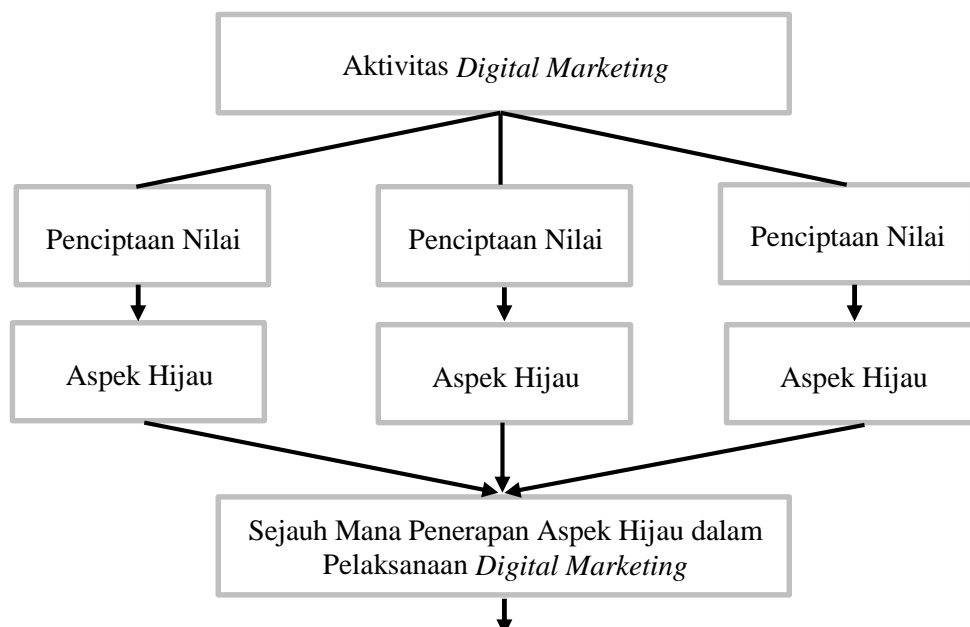 Aktivitas Digital Marketing
Penciptaan Nilai
Penciptaan Nilai
Penciptaan Nilai
Aspek Hijau
Aspek Hijau
Aspek Hijau
Sejauh Mana Penerapan Aspek Hijau dalam
Pelaksanaan Digital Marketing